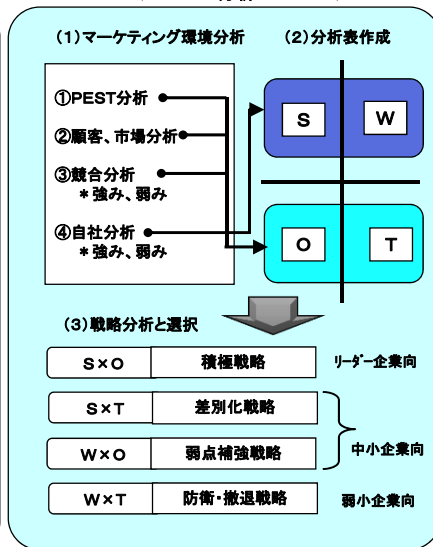 (1)マーケティング環境分析
(2)分析表作成
①PEST分析
②顧客、市場分析
③競合分析
*強み、弱み
④自社分析
*強み、弱み
S
W
O
T
(3)戦略分析と選択
S×O
積極戦略
リーダー企業向
S×T
差別化戦略
W×O
弱点補強戦略
中小企業向
W×T
防衛・撤退戦略
弱小企業向